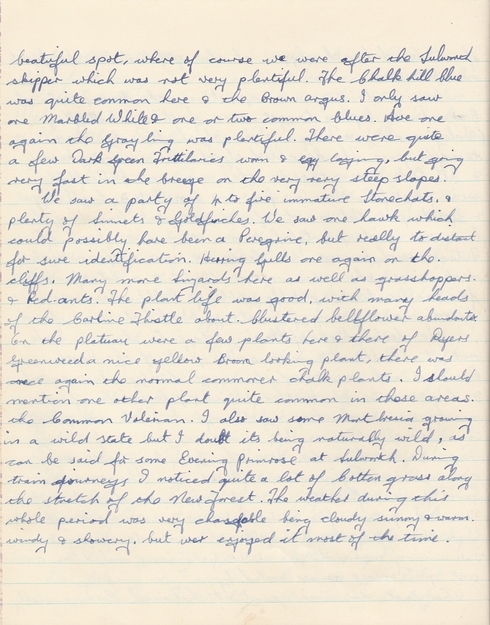 beatiful spot, where of course we were after the Lulworth
skipper which was not very plentiful. The Chalk hill blue
was quite common here & the Brown argus. I only saw
one Marbled White & one or two common blues. Here one
again the Grayling was plentiful. There were quite
a few Dark Green Frittilaries worn & egg laying, but going
very fast in the breeze on the very very steep slopes.
We saw a party of 4 to five immature Stonechats, &
plenty of Linnets & Goldfinches. We saw one hawk which
could possibly have been a Peregrine, but really to distant
for sure identification. Herring Gulls one again on the
cliffs. Many more lizards here as well as grasshoppers.
& Red ants. The plant life was good, with many heads
of the Carline Thistle about. Clustered bellflower abundant
On the platuau were a few plants here & there of Dyers
Greenweed a nice yellow Broom looking plant, there was
once again the normal commoner chalk plants. I should
mention one other plant quite common in these areas.
the Common Valerian. I also saw some Montbresia growing
in a wild state but I doubt its being naturally wild, as
can be said for some Evening Primrose at Lulworth. During
train journeys I noticed quite a lot of Cotton grass along
the stretch of the New Forest. The weather during this
whole period was very being cloudy sunny & warm.
windy & showery. but we enjoyed it most of the time.